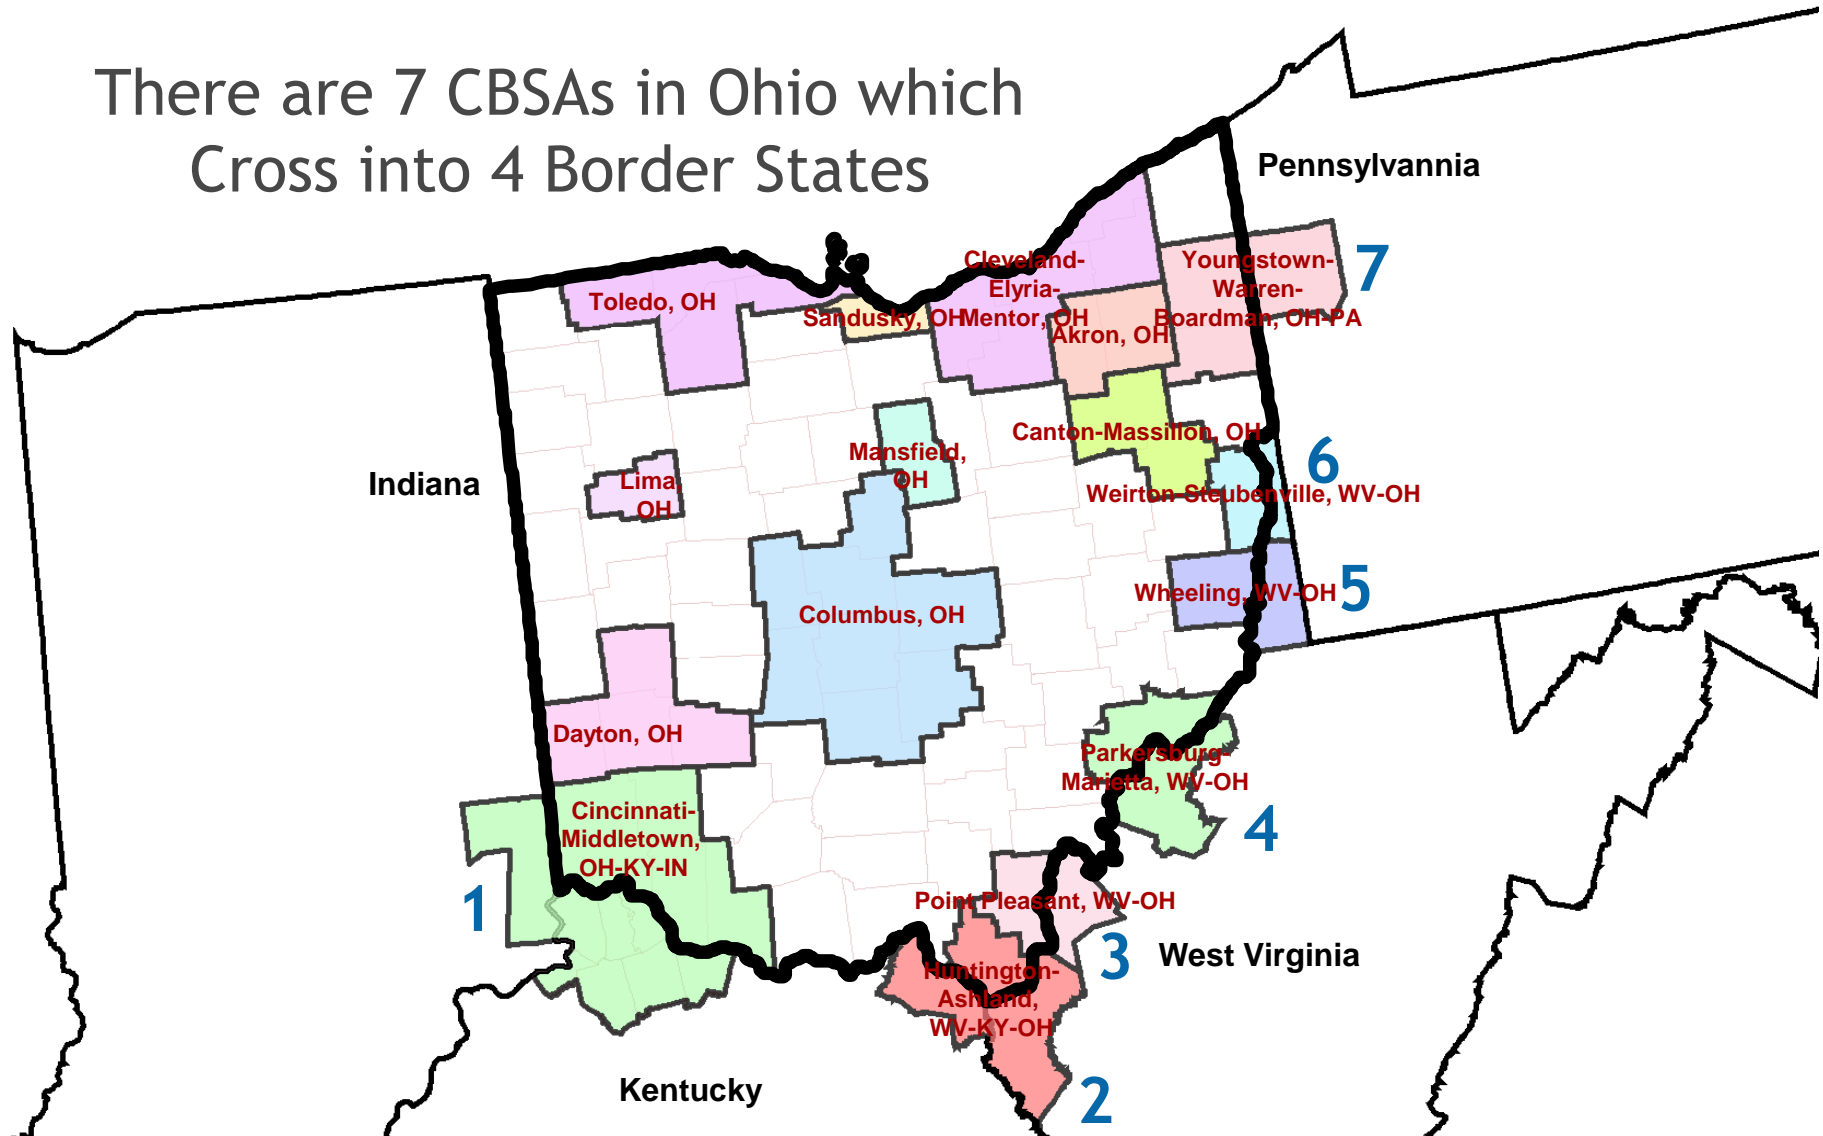 There are 7 CBSAs in Ohio which
Cross into 4 Border States
Pennsylvannia
Cleveland-
Elyria-
Mentor, OH
Youngstown-
Warren-
Boardman, OH-PA
7
Toledo, OH
Sandusky, OH
Akron, OH
Canton-Massillon, OH
Mansfield,
OH
6
Indiana
Lima,
OH
Weirton-Steubenville, WV-OH
Wheeling, WV-OH
5
Columbus, OH
Dayton, OH
Parkersburg-
Marietta, WV-OH
4
Cincinnati-
Middletown,
OH-KY-IN
1
Point Pleasant, WV-OH
3
West Virginia
Huntington-
Ashland,
WV-KY-OH
Kentucky
2